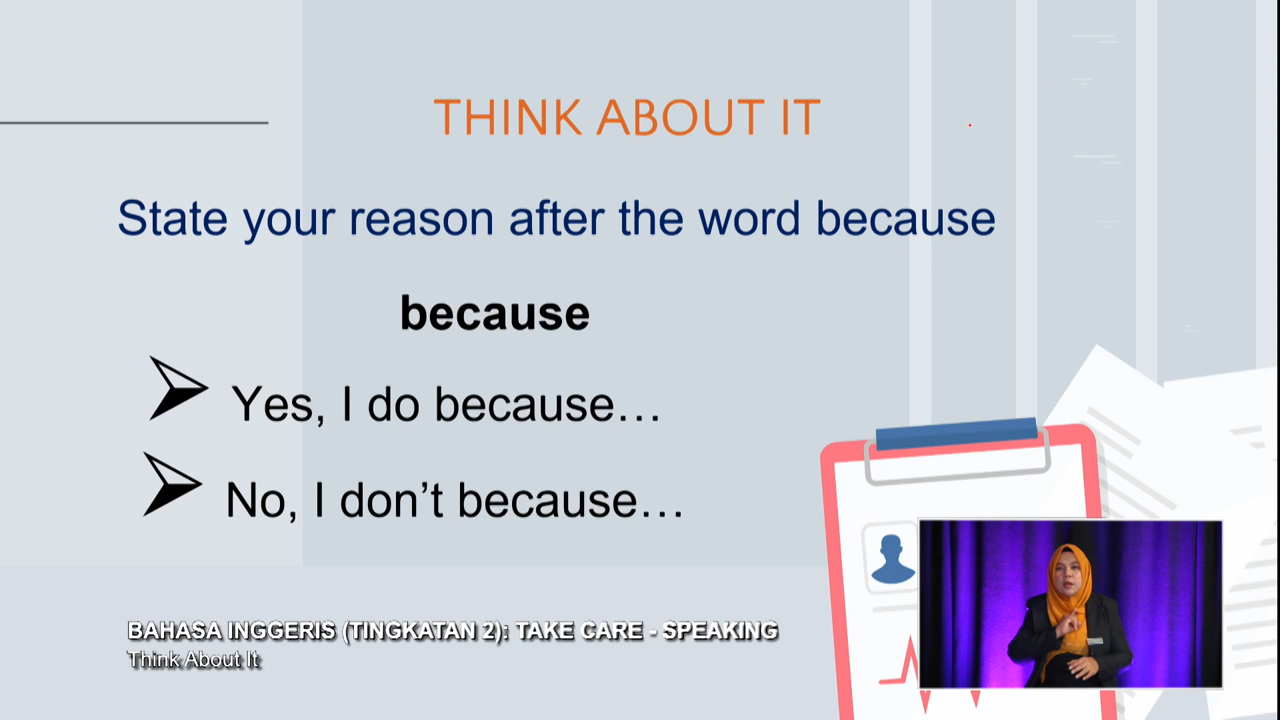 THINK ABOUT IT
State your reason after the word because
because
Yes, I do because…
No, I don’t because…
BAHASA INGGERIS (TINGKATAN 2): TAKE CARE - SPEAKING
Think About It